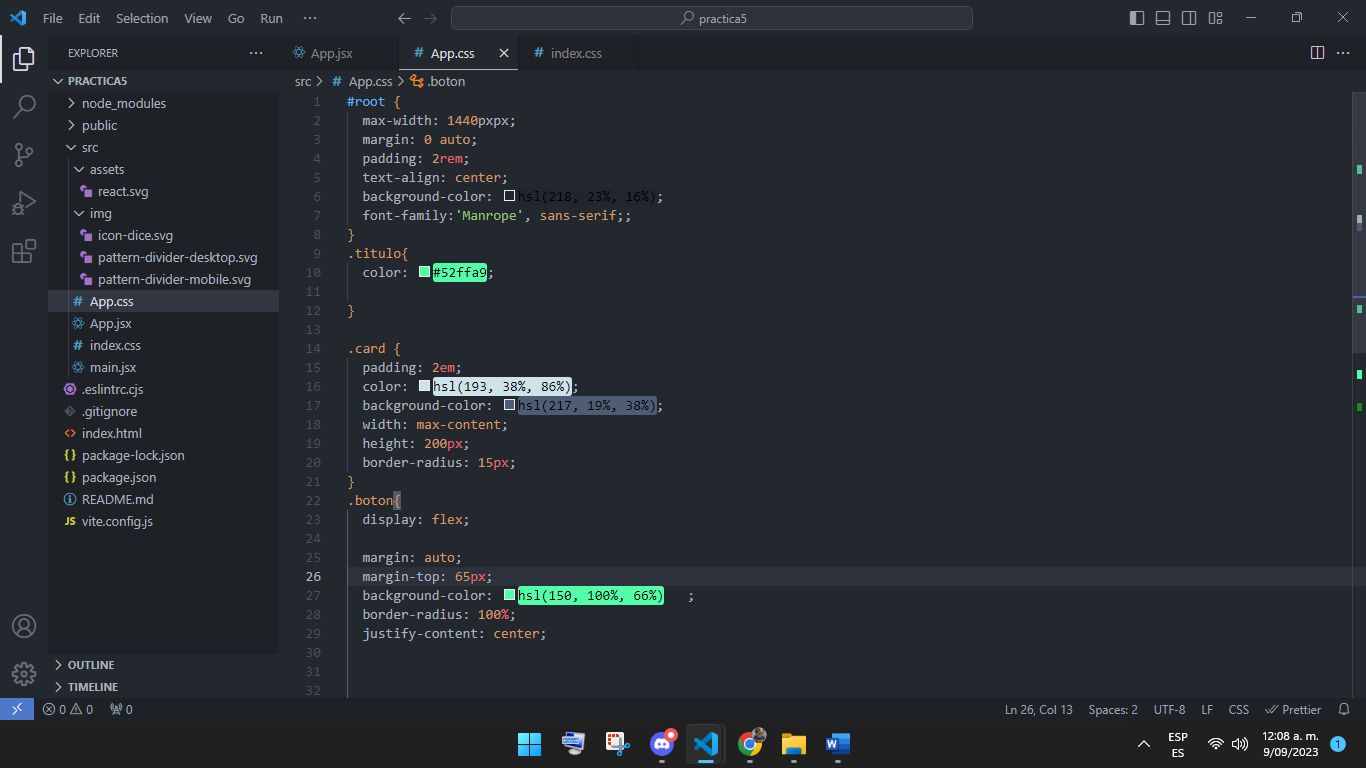 File Edit Selection View Go Run ···
practica5
EXPLORER ···
App.jsx
# App.css
# index.css
PRACTICA5
node_modules
public
src
assets
react.svg
img
icon-dice.svg
pattern-divider-desktop.svg
pattern-divider-mobile.svg
# App.css
App.jsx
# index.css
main.jsx
.eslintrc.cjs
.gitignore
<> index.html
{} package-lock.json
{} package.json
README.md
JS vite.config.js
OUTLINE
TIMELINE
src > # App.css > .boton
1 #root {
2 max-width: 1440pxpx;
3 margin: 0 auto;
4 padding: 2rem;
5 text-align: center;
6 background-color: hsl(218, 23%, 16%);
7 font-family:'Manrope', sans-serif;;
8 }
9 .titulo{
10 color: #52ffa9;
11
12 }
13
14 .card {
15 padding: 2em;
16 color: hsl(193, 38%, 86%);
17 background-color: hsl(217, 19%, 38%);
18 width: max-content;
19 height: 200px;
20 border-radius: 15px;
21 }
22 .boton{
23 display: flex;
24
25 margin: auto;
26 margin-top: 65px;
27 background-color: hsl(150, 100%, 66%) ;
28 border-radius: 100%;
29 justify-content: center;
30
31
32
0 0 0
Ln 26, Col 13 Spaces: 2 UTF-8 LF CSS Prettier
ESP
ES
12:08 a. m.
9/09/2023
1